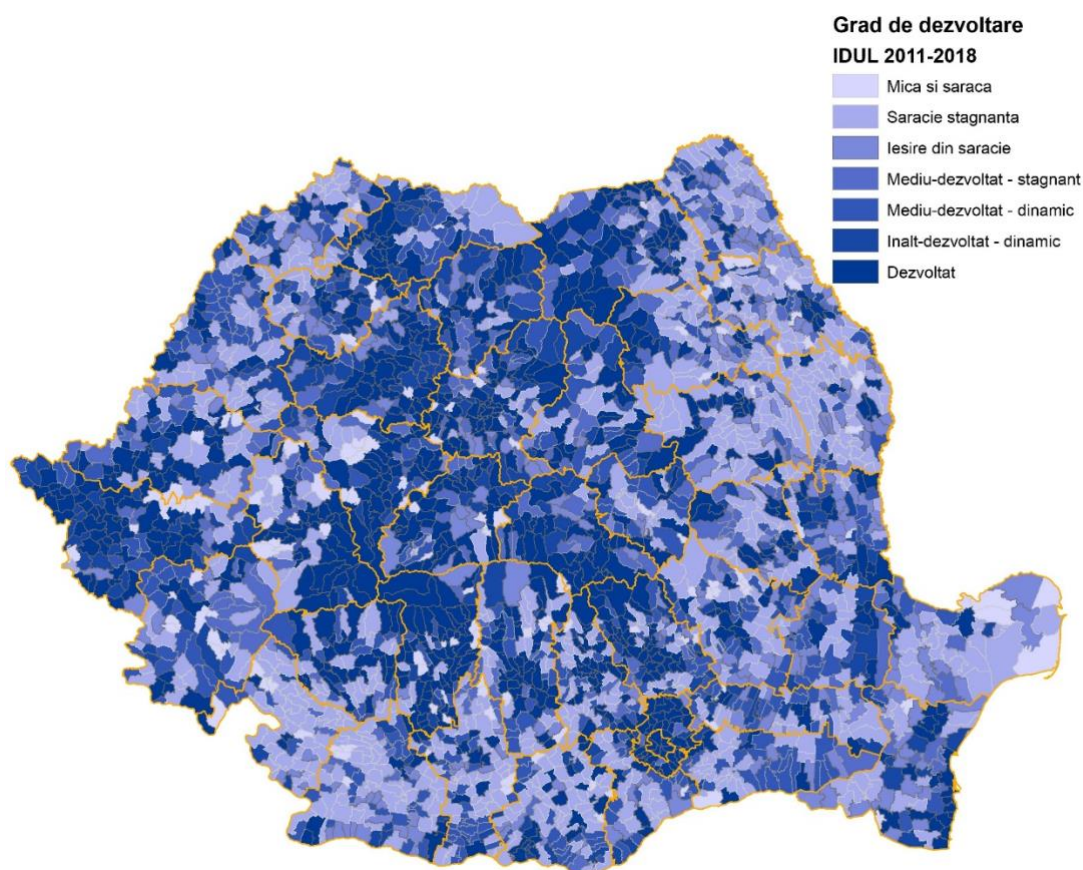 Grad de dezvoltare
IDUL 2011-2018
Mica si saraca
Saracie stagnanta
Iesire din saracie
Mediu-dezvoltat - stagnant
Mediu-dezvoltat - dinamic
Inalt-dezvoltat - dinamic
Dezvoltat